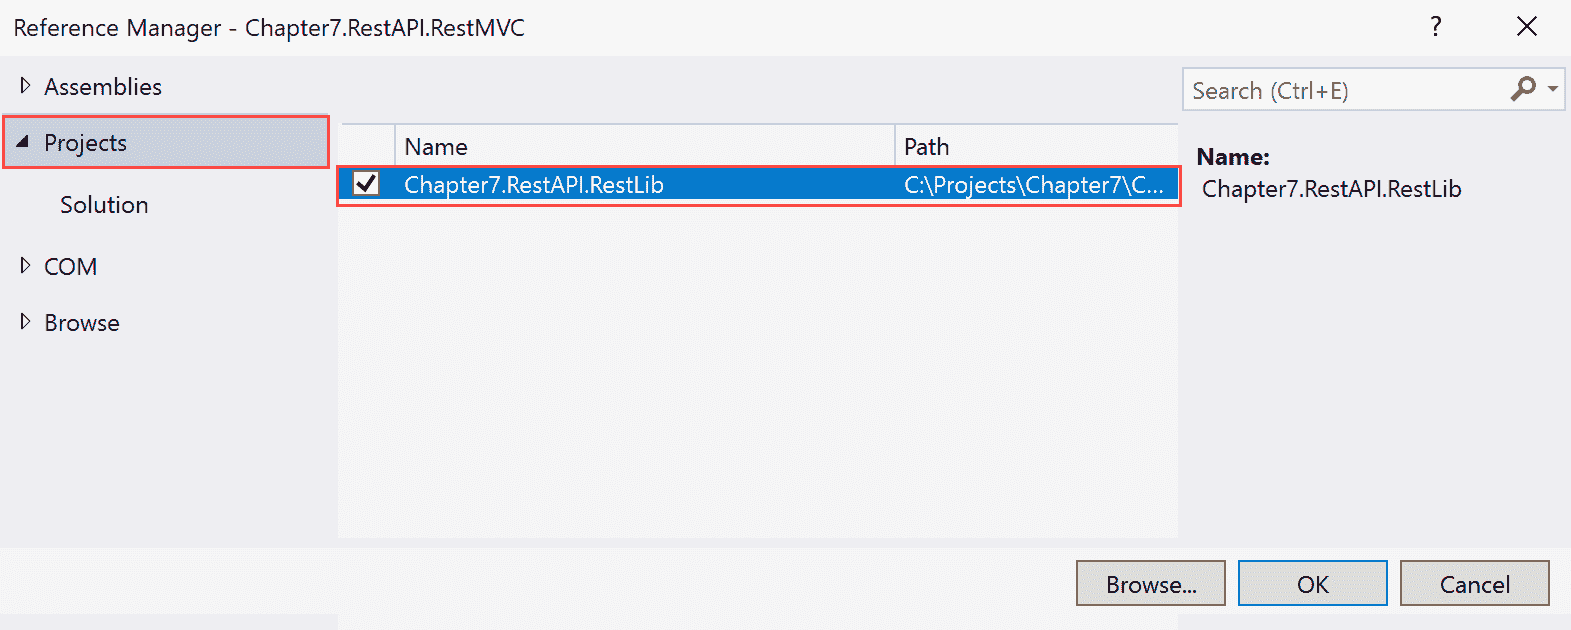 Reference Manager - Chapter7.RestAPI.RestMVC
?
Assemblies
Search (Ctrl+E)
Projects
Name Path
Name:
Chapter7.RestAPI.RestLib C:\Projects\Chapter7\C...
Chapter7.RestAPI.RestLib
Solution
COM
Browse
Browse... OK Cancel